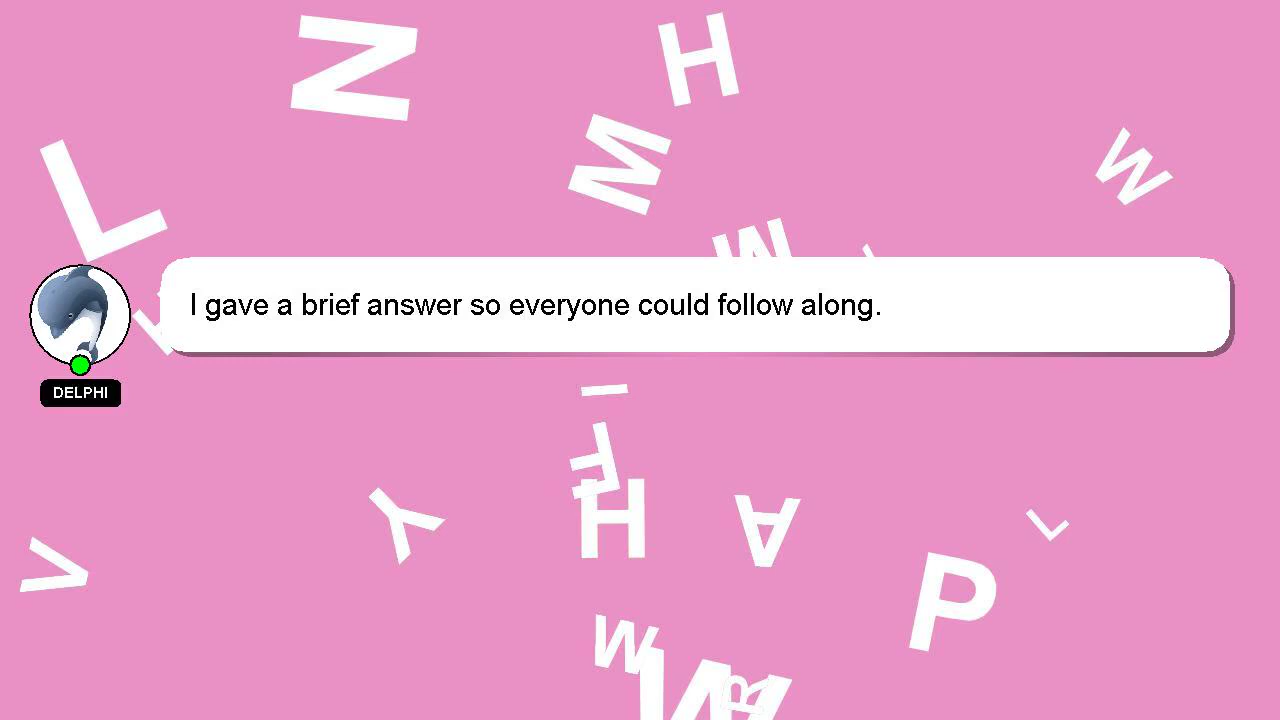 N
H
M
L
W
W
I gave a brief answer so everyone could follow along.
DELPHI
I
F
H
A
Y
L
V
P
W
W
R